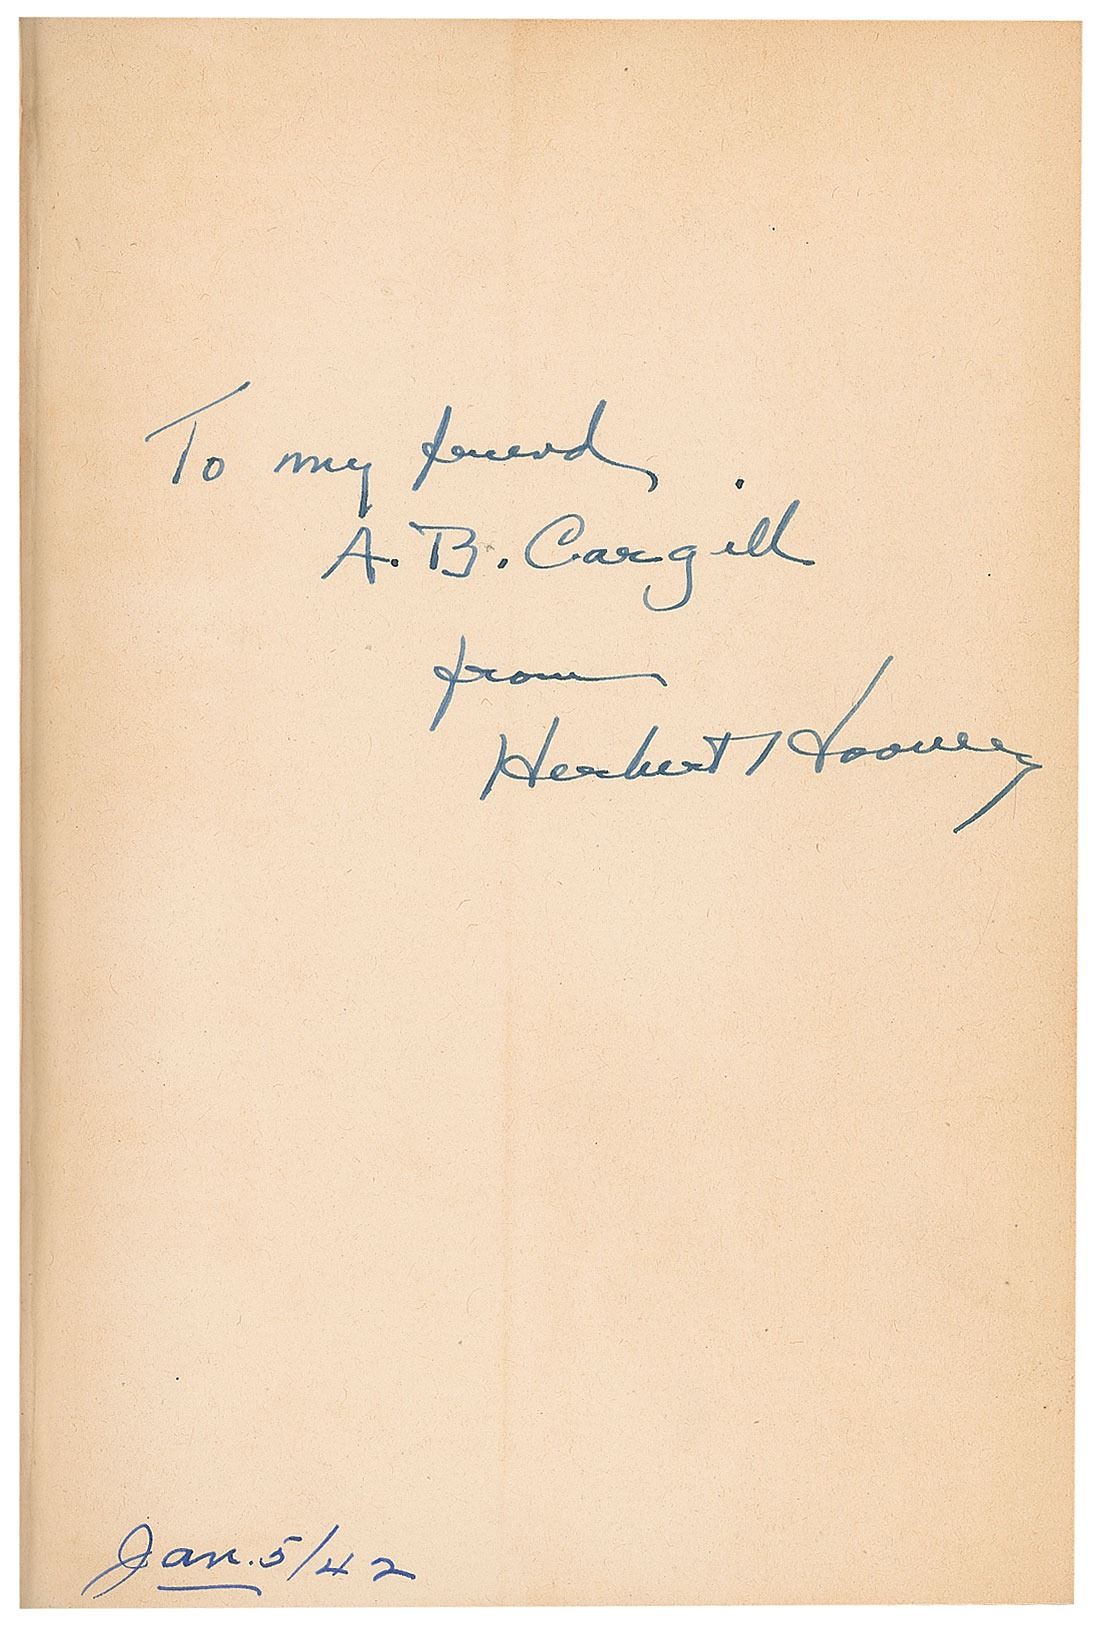 To my friend
A. B. Cargill
from
Herbert Hoover
Jan. 5/42